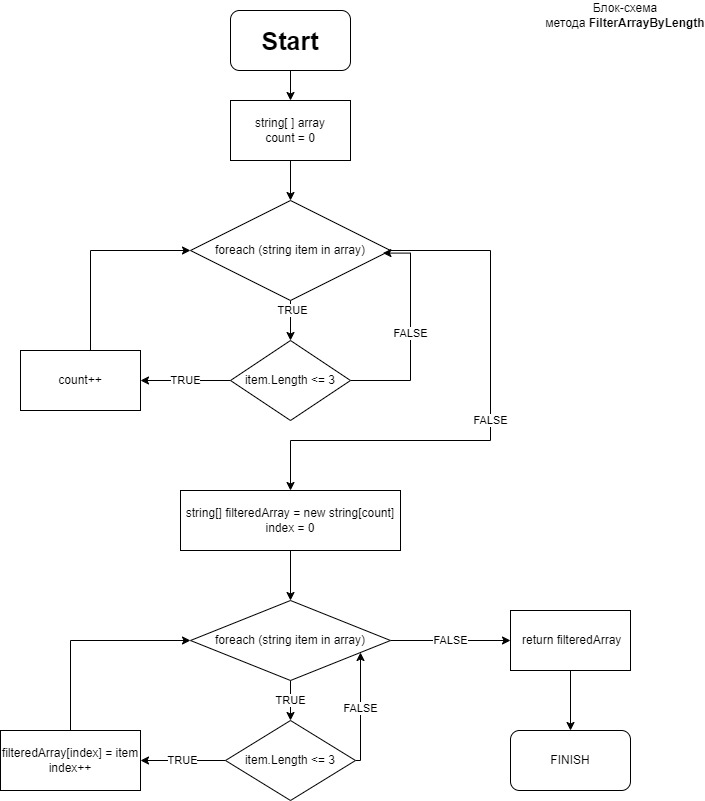 Блок-схема
метода FilterArrayByLength
Start
string[ ] array
count = 0
foreach (string item in array)
TRUE
FALSE
count++
TRUE
item.Length <= 3
FALSE
string[] filteredArray = new string[count]
index = 0
foreach (string item in array)
FALSE
return filteredArray
TRUE
FALSE
filteredArray[index] = item
index++
TRUE
item.Length <= 3
FINISH